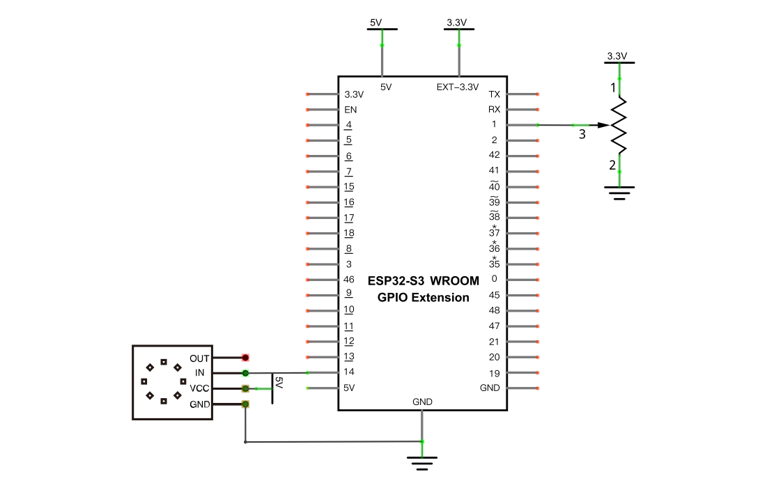 5V
3.3V
3.3V
5V
EXT-3.3V
1
3
2
3.3V
EN
4
5
6
7
15
16
17
18
8
3
46
9
10
11
12
13
14
5V
TX
RX
1
2
42
41
40
39
38
*
37
*
36
*
35
0
45
48
47
21
20
19
GND
ESP32-S3 WROOM
GPIO Extension
GND
OUT
IN
VCC
GND
5V